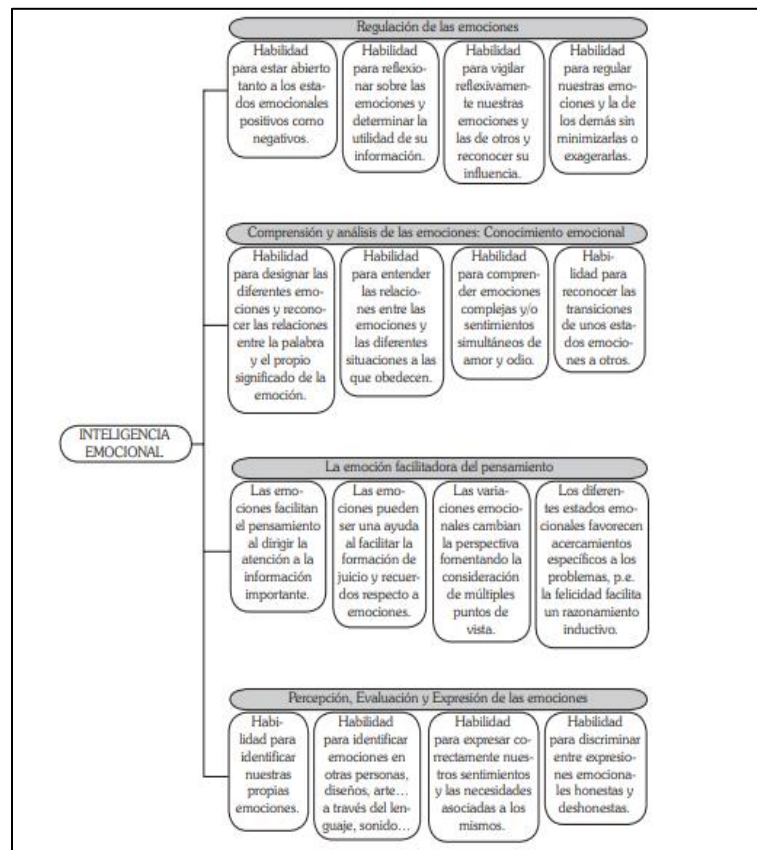 Regulación de las emociones
Habilidad
para estar abierto
tanto a los esta-
dos emocionales
positivos como
negativos.
Habilidad
para reflexio-
nar sobre las
emociones y
determinar la
utilidad de su
información.
Habilidad
para vigilar
reflexivamen-
te nuestras
emociones y
las de otros y
reconocer su
influencia.
Habilidad
para regular
nuestras emo-
ciones y la de
los demás sin
minimizarlas o
exagerarlas.
Comprensión y análisis de las emociones: Conocimiento emocional
Habilidad
para designar las
diferentes emo-
ciones y recono-
cer las relaciones
entre la palabra
y el propio
significado de la
emoción.
Habilidad
para entender
las relacio-
nes entre las
emociones y
las diferentes
situaciones a las
que obedecen.
Habilidad
para compren-
der emociones
complejas y/o
sentimientos
simultáneos de
amor y odio.
Habi-
lidad para
reconocer las
transiciones
de unos esta-
dos emocio-
nes a otros.
INTELIGENCIA
EMOCIONAL
La emoción facilitadora del pensamiento
Las emo-
ciones facilitan
el pensamiento
al dirigir la
atención a la
información
importante.
Las emo-
ciones pueden
ser una ayuda
al facilitar la
formación de
juicio y recuer-
dos respecto a
emociones.
Las varia-
ciones emocio-
nales cambian
la perspectiva
fomentando la
consideración
de múltiples
puntos de
vista.
Los diferen-
tes estados emo-
cionales favorecen
acercamientos
específicos a los
problemas, p.e.
la felicidad facilita
un razonamiento
inductivo.
Percepción, Evaluación y Expresión de las emociones
Habi-
lidad para
identificar
nuestras
propias
emociones.
Habilidad
para identificar
emociones en
otras personas,
diseños, arte…
a través del len-
guaje, sonido…
Habilidad
para expresar co-
rrectamente nues-
tros sentimientos
y las necesidades
asociadas a los
mismos.
Habilidad
para discriminar
entre expresio-
nes emociona-
les honestas y
deshonestas.